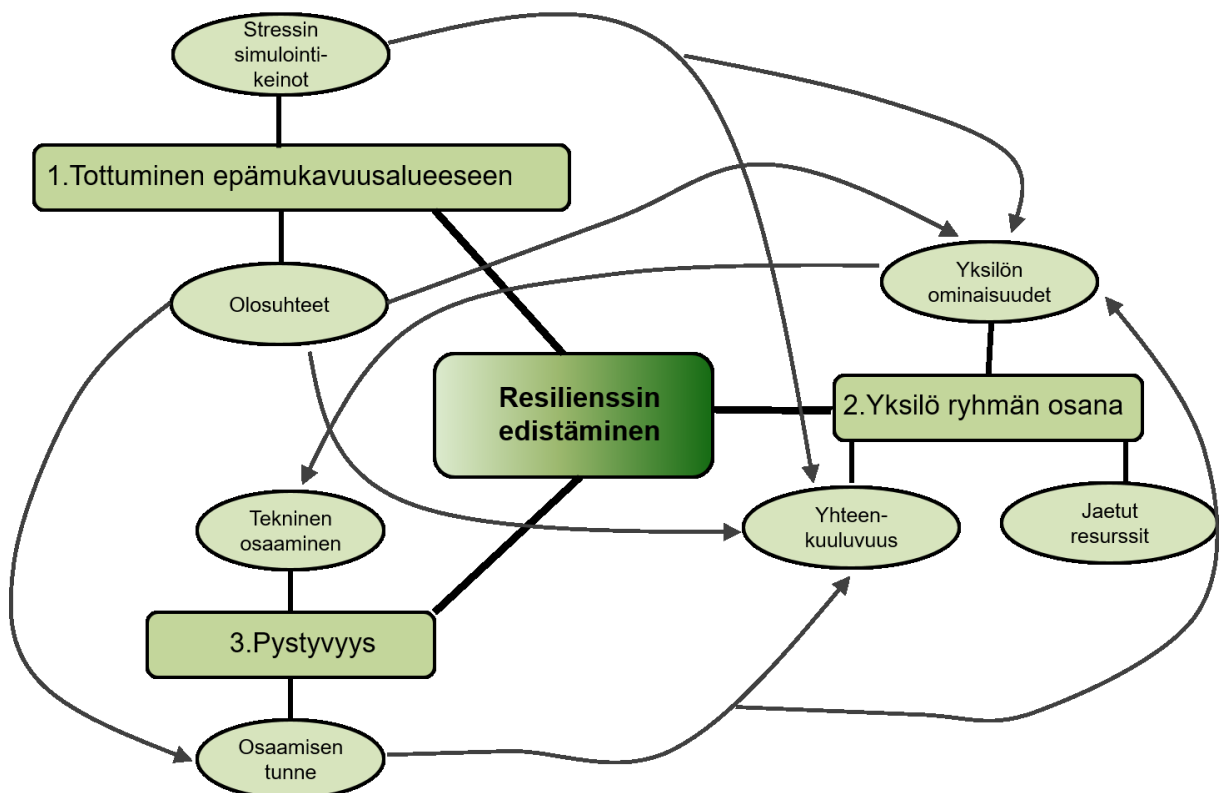 Stressin
simulointi-
keinot
1.Tottuminen epämukavuusalueeseen
Olosuhteet
Yksilön
ominaisuudet
Resilienssin
edistäminen
2.Yksilö ryhmän osana
Yhteen-
kuuluvuus
Jaetut
resurssit
Tekninen
osaaminen
3.Pystyvyys
Osaamisen
tunne